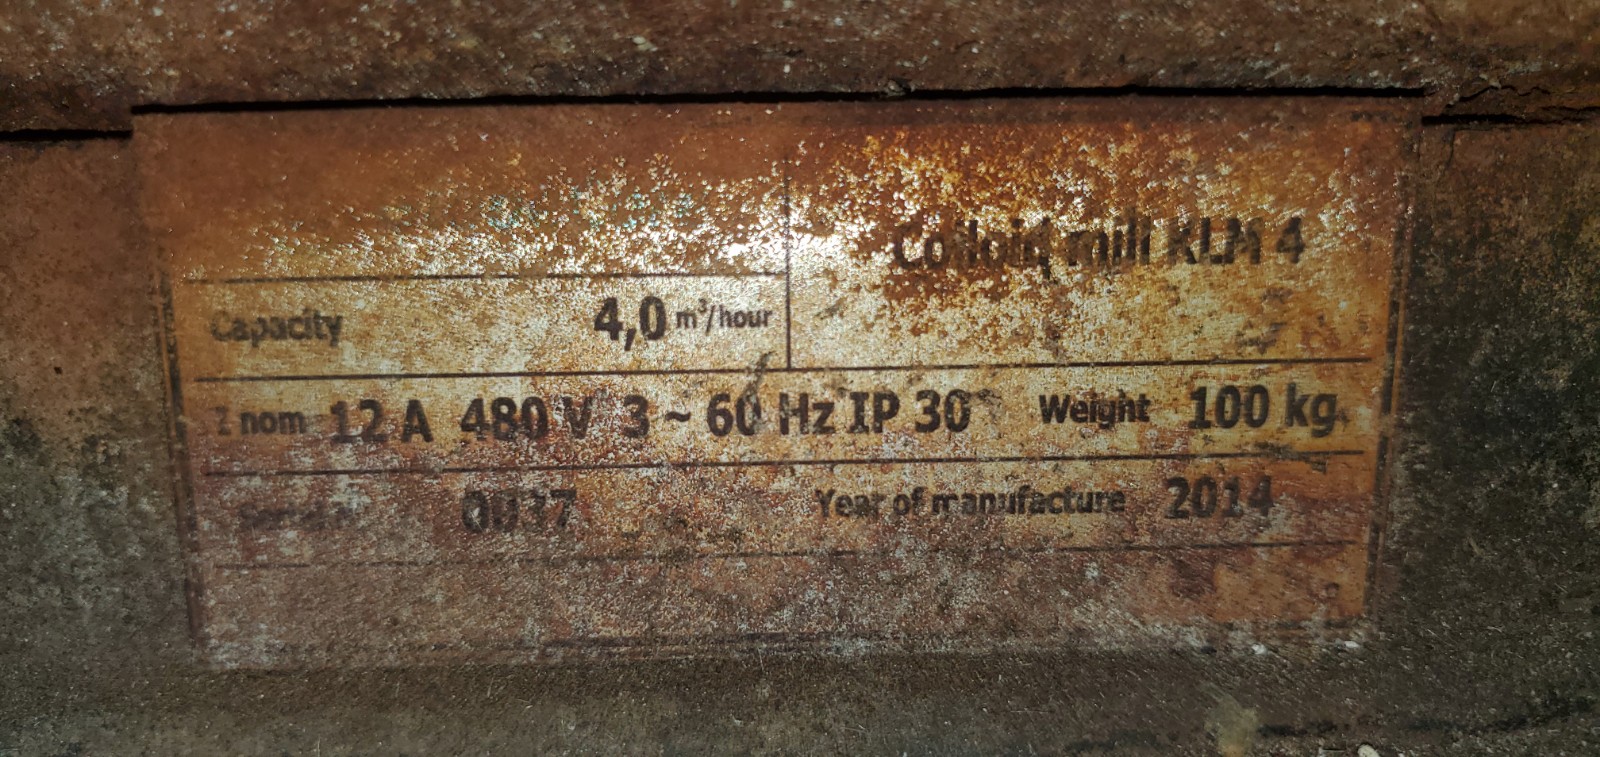 Colloid mill KLM 4
Capacity 4,0 m³/hour
I nom 12 A 480 V 3 ~ 60 Hz IP 30 Weight 100 kg
0037 Year of manufacture 2014